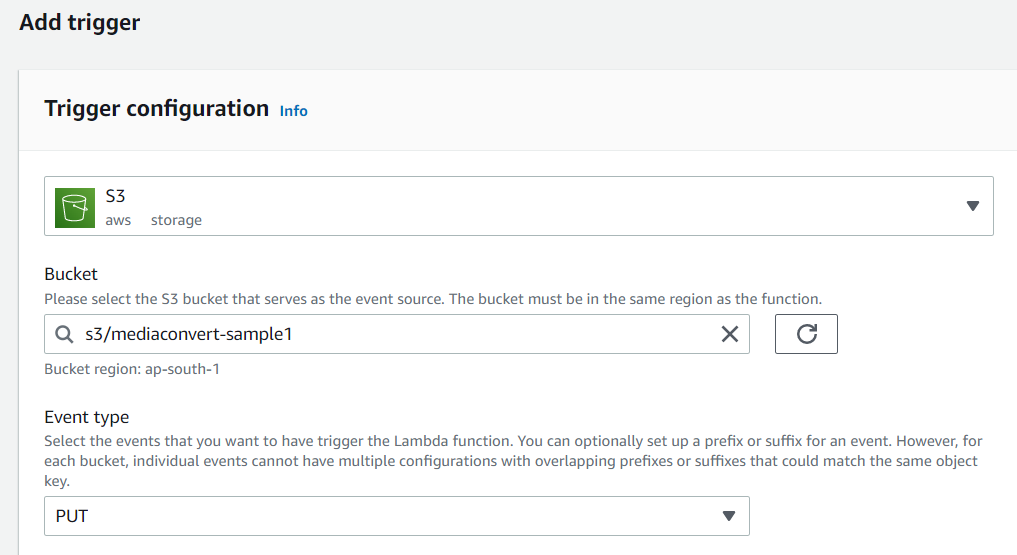 Add trigger
Trigger configuration Info
S3
aws storage
Bucket
Please select the S3 bucket that serves as the event source. The bucket must be in the same region as the function.
s3/mediaconvert-sample1
Bucket region: ap-south-1
Event type
Select the events that you want to have trigger the Lambda function. You can optionally set up a prefix or suffix for an event. However, for
each bucket, individual events cannot have multiple configurations with overlapping prefixes or suffixes that could match the same object
key.
PUT